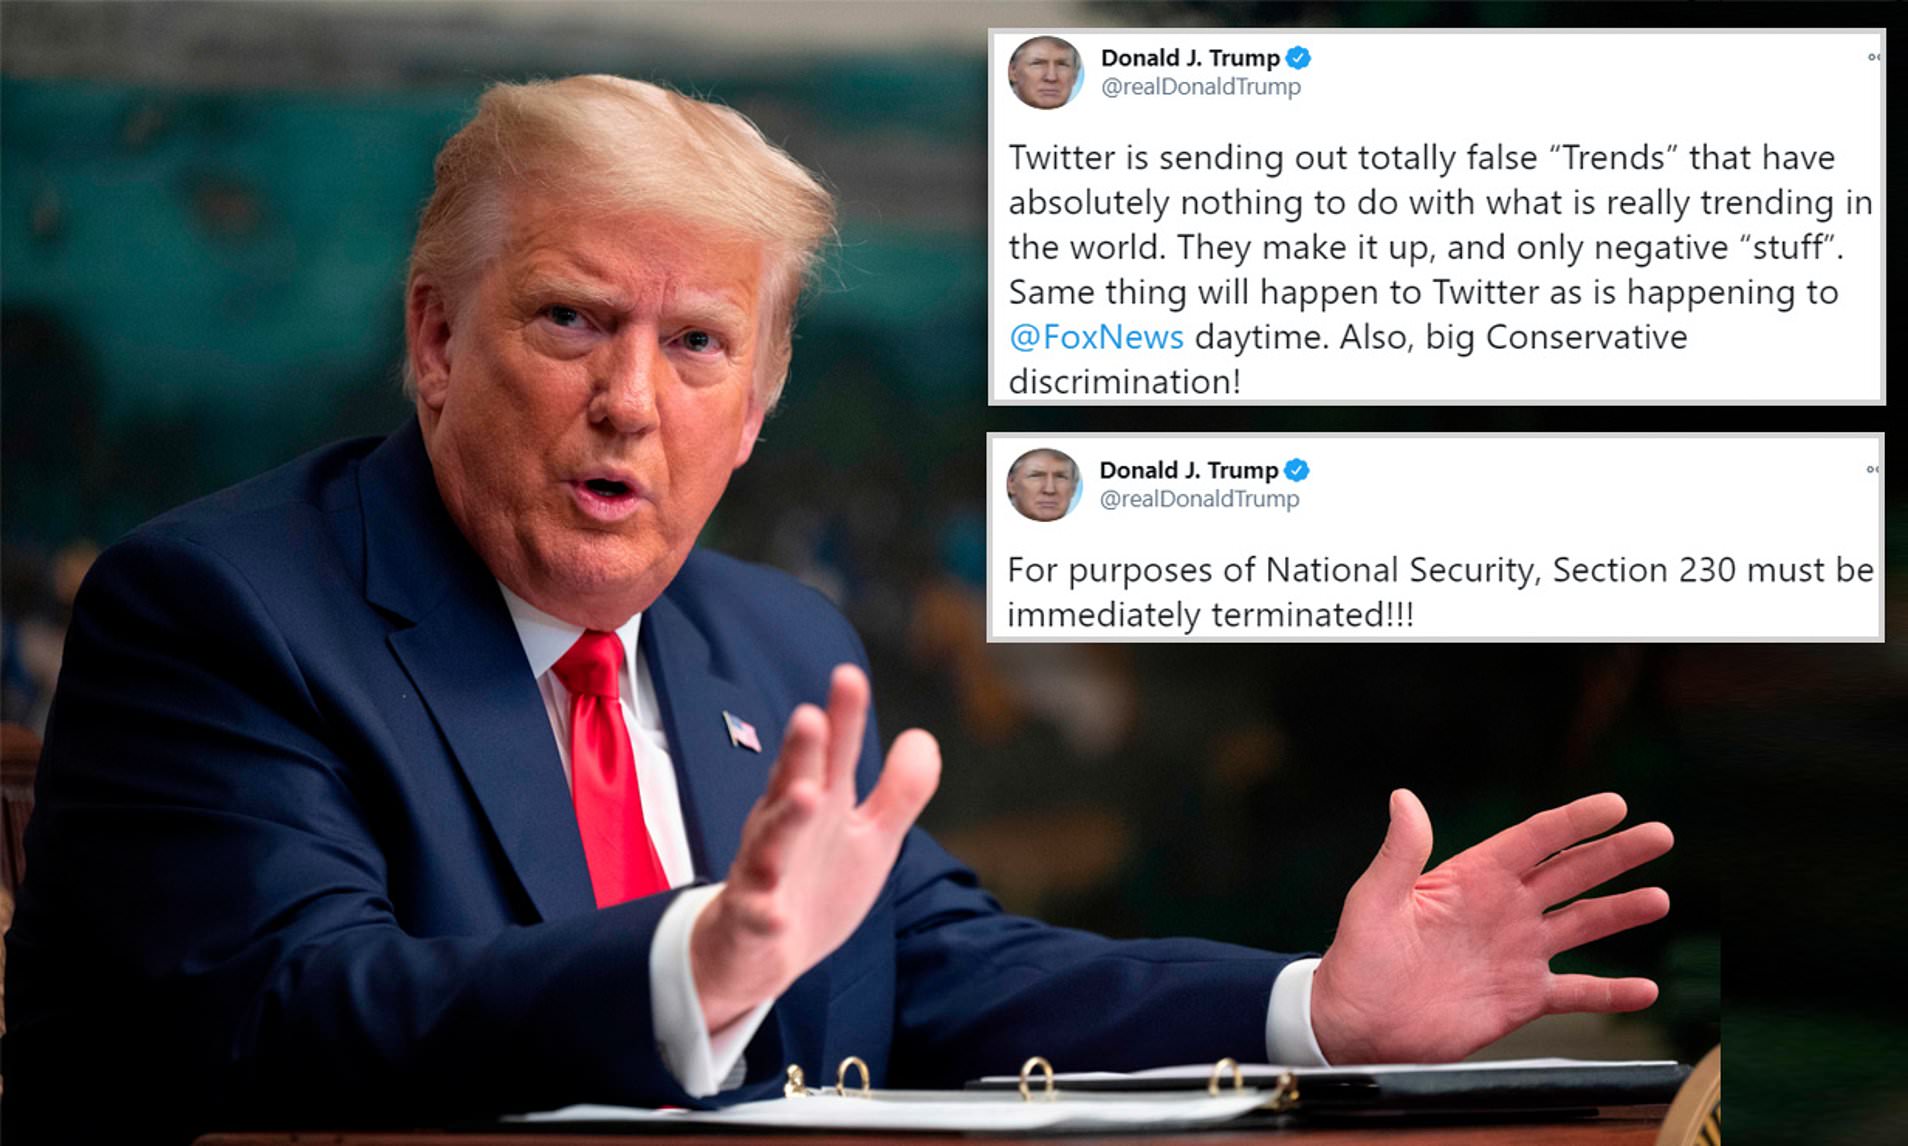 Donald J. Trump
@realDonaldTrump
Twitter is sending out totally false “Trends” that have
absolutely nothing to do with what is really trending in
the world. They make it up, and only negative “stuff”.
Same thing will happen to Twitter as is happening to
@FoxNews daytime. Also, big Conservative
discrimination!
Donald J. Trump
@realDonaldTrump
For purposes of National Security, Section 230 must be
immediately terminated!!!